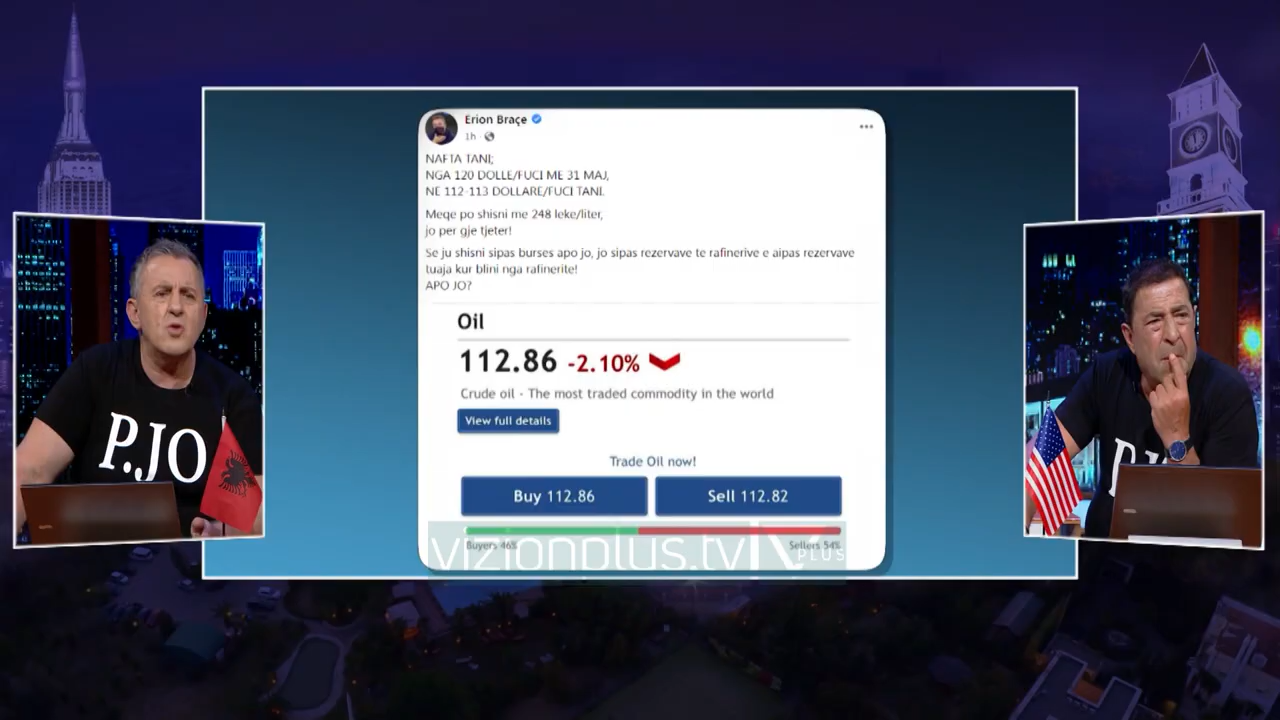 Erion Braçe
1h
NAFTA TANI;
NGA 120 DOLLE/FUCI ME 31 MAJ,
NE 112-113 DOLLARE/FUCI TANI.
Meqe po shisni me 248 leke/liter,
jo per gje tjeter!
Se ju shisni sipas burses apo jo, jo sipas rezervave te rafinerive e aipas rezervave
tuaja kur blini nga rafinerite!
APO JO?
Oil
112.86 -2.10%
Crude oil - The most traded commodity in the world
View full details
Trade Oil now!
Buy 112.86
Sell 112.82
Buyers 46%
Sellers 54%
vizionplus.tv
PLUS
P.JO